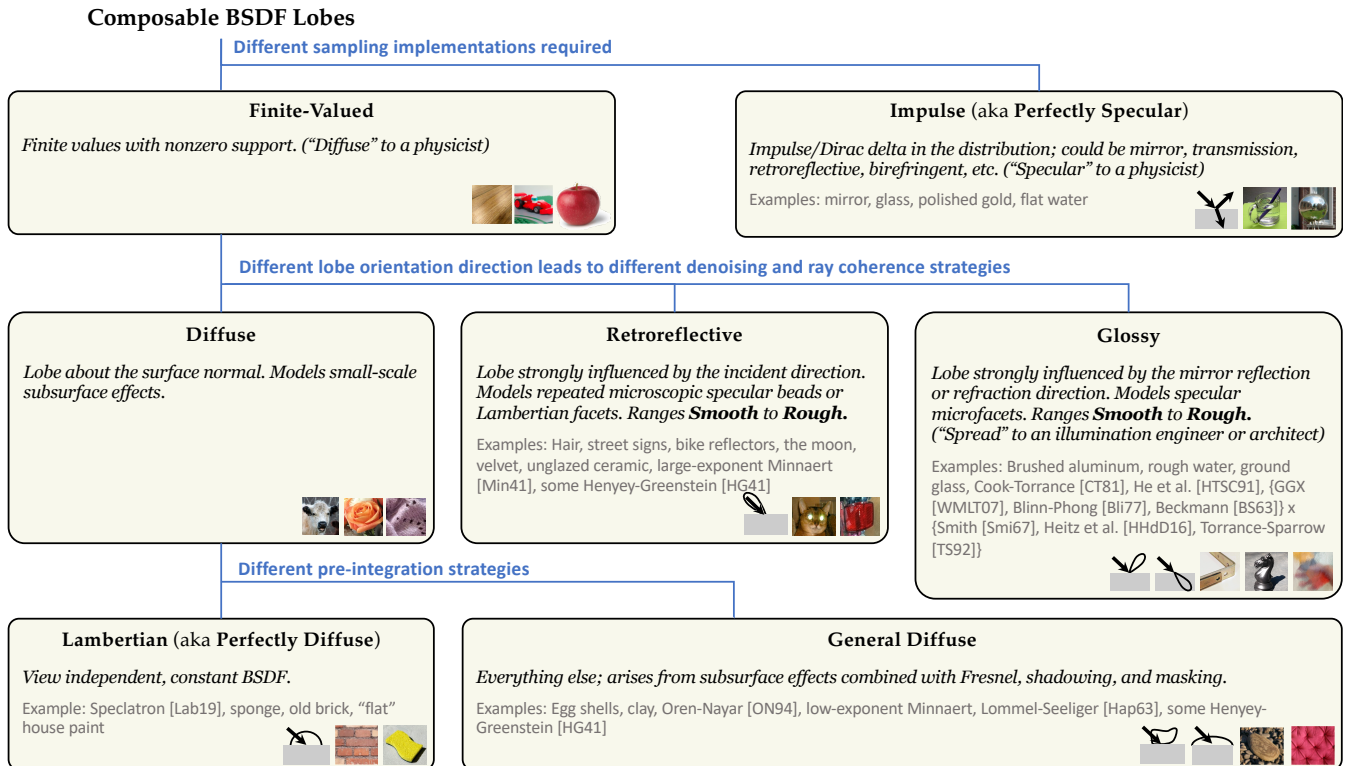 Composable BSDF Lobes
Different sampling implementations required
Finite-Valued
Finite values with nonzero support. (“Diffuse” to a physicist)
Impulse (aka Perfectly Specular)
Impulse/Dirac delta in the distribution; could be mirror, transmission,
retroreflective, birefringent, etc. (“Specular” to a physicist)
Examples: mirror, glass, polished gold, flat water
Different lobe orientation direction leads to different denoising and ray coherence strategies
Diffuse
Lobe about the surface normal. Models small-scale
subsurface effects.
Retroreflective
Lobe strongly influenced by the incident direction.
Models repeated microscopic specular beads or
Lambertian facets. Ranges Smooth to Rough.
Examples: Hair, street signs, bike reflectors, the moon,
velvet, unglazed ceramic, large-exponent Minnaert
[Min41], some Henyey-Greenstein [HG41]
Glossy
Lobe strongly influenced by the mirror reflection
or refraction direction. Models specular
microfacets. Ranges Smooth to Rough.
(“Spread” to an illumination engineer or architect)
Examples: Brushed aluminum, rough water, ground
glass, Cook-Torrance [CT81], He et al. [HTSC91], {GGX
[WMLT07], Blinn-Phong [Bli77], Beckmann [BS63]} x
{Smith [Smi67], Heitz et al. [HHdD16], Torrance-Sparrow
[TS92]}
Different pre-integration strategies
Lambertian (aka Perfectly Diffuse)
View independent, constant BSDF.
Example: Speclatron [Lab19], sponge, old brick, “flat”
house paint
General Diffuse
Everything else; arises from subsurface effects combined with Fresnel, shadowing, and masking.
Examples: Egg shells, clay, Oren-Nayar [ON94], low-exponent Minnaert, Lommel-Seeliger [Hap63], some Henyey-
Greenstein [HG41]